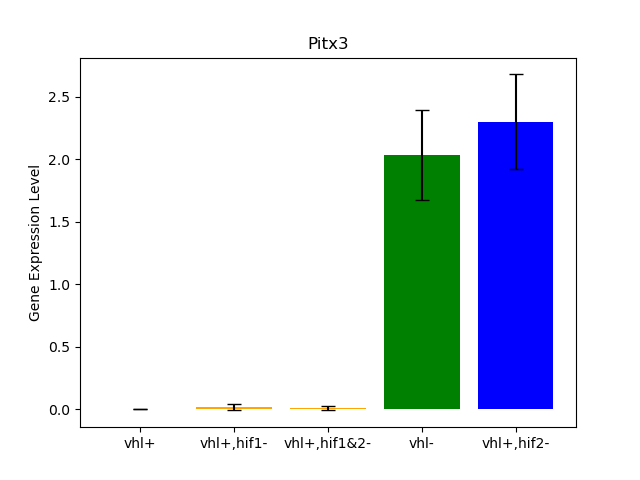 Pitx3
Gene Expression Level
2.5
2.0
1.5
1.0
0.5
0.0
vhl+ vhl+,hif1- vhl+,hif1&2- vhl- vhl+,hif2-